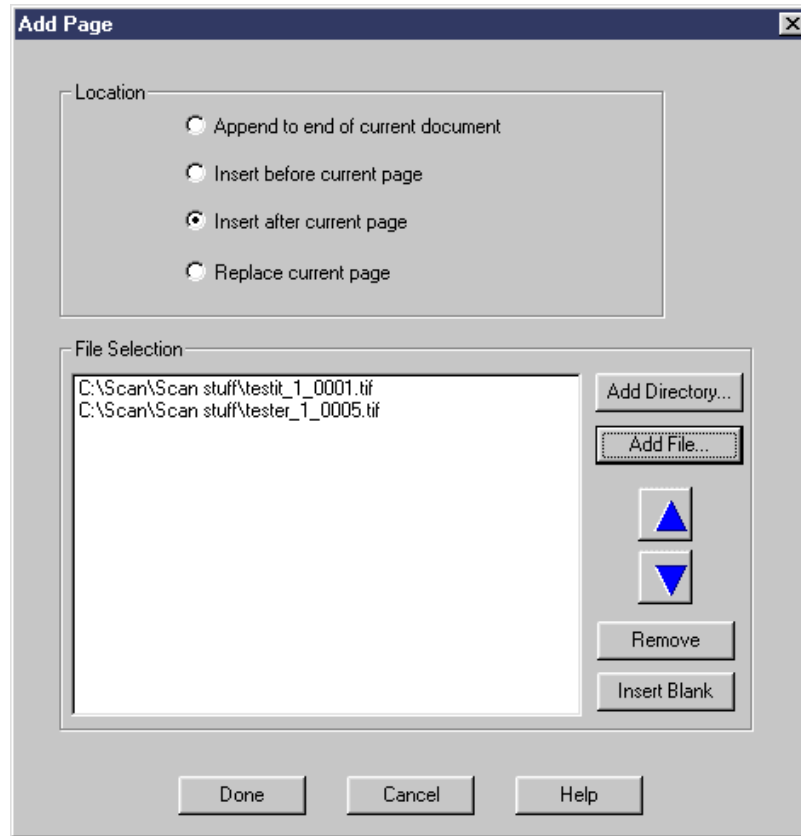 Add Page
Location
Append to end of current document
Insert before current page
Insert after current page
Replace current page
File Selection
C:\Scan\Scan stuff\testit_1_0001.tif
C:\Scan\Scan stuff\tester_1_0005.tif
Add Directory...
Add File...
Remove
Insert Blank
Done Cancel Help